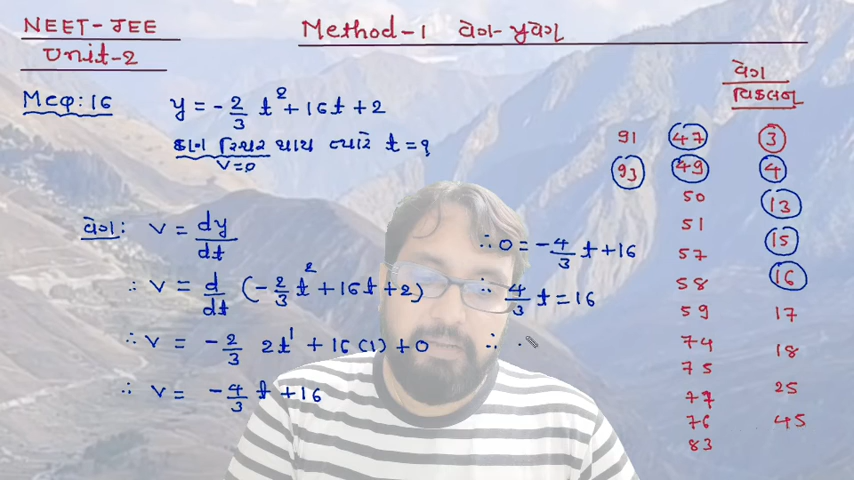 NEET-JEE
Unit-2
Method-1 વેગ-પ્રવેગ
વેગ
વિકલન
Mcq:16
y = -2/3 t² + 16t + 2
કણ સ્થિર થાય ત્યારે t = ?
v=0
વેગ: v = dy/dt
∴ v = d/dt (-2/3 t² + 16t + 2)
∴ v = -2/3 2t¹ + 16(1) + 0
∴ v = -4/3 t + 16
∴ 0 = -4/3 t + 16
∴ 4/3 t = 16
∴
91 47 3
93 49 4
50 13
51 15
57 16
58
59 17
74 18
75
77 25
76 45
83